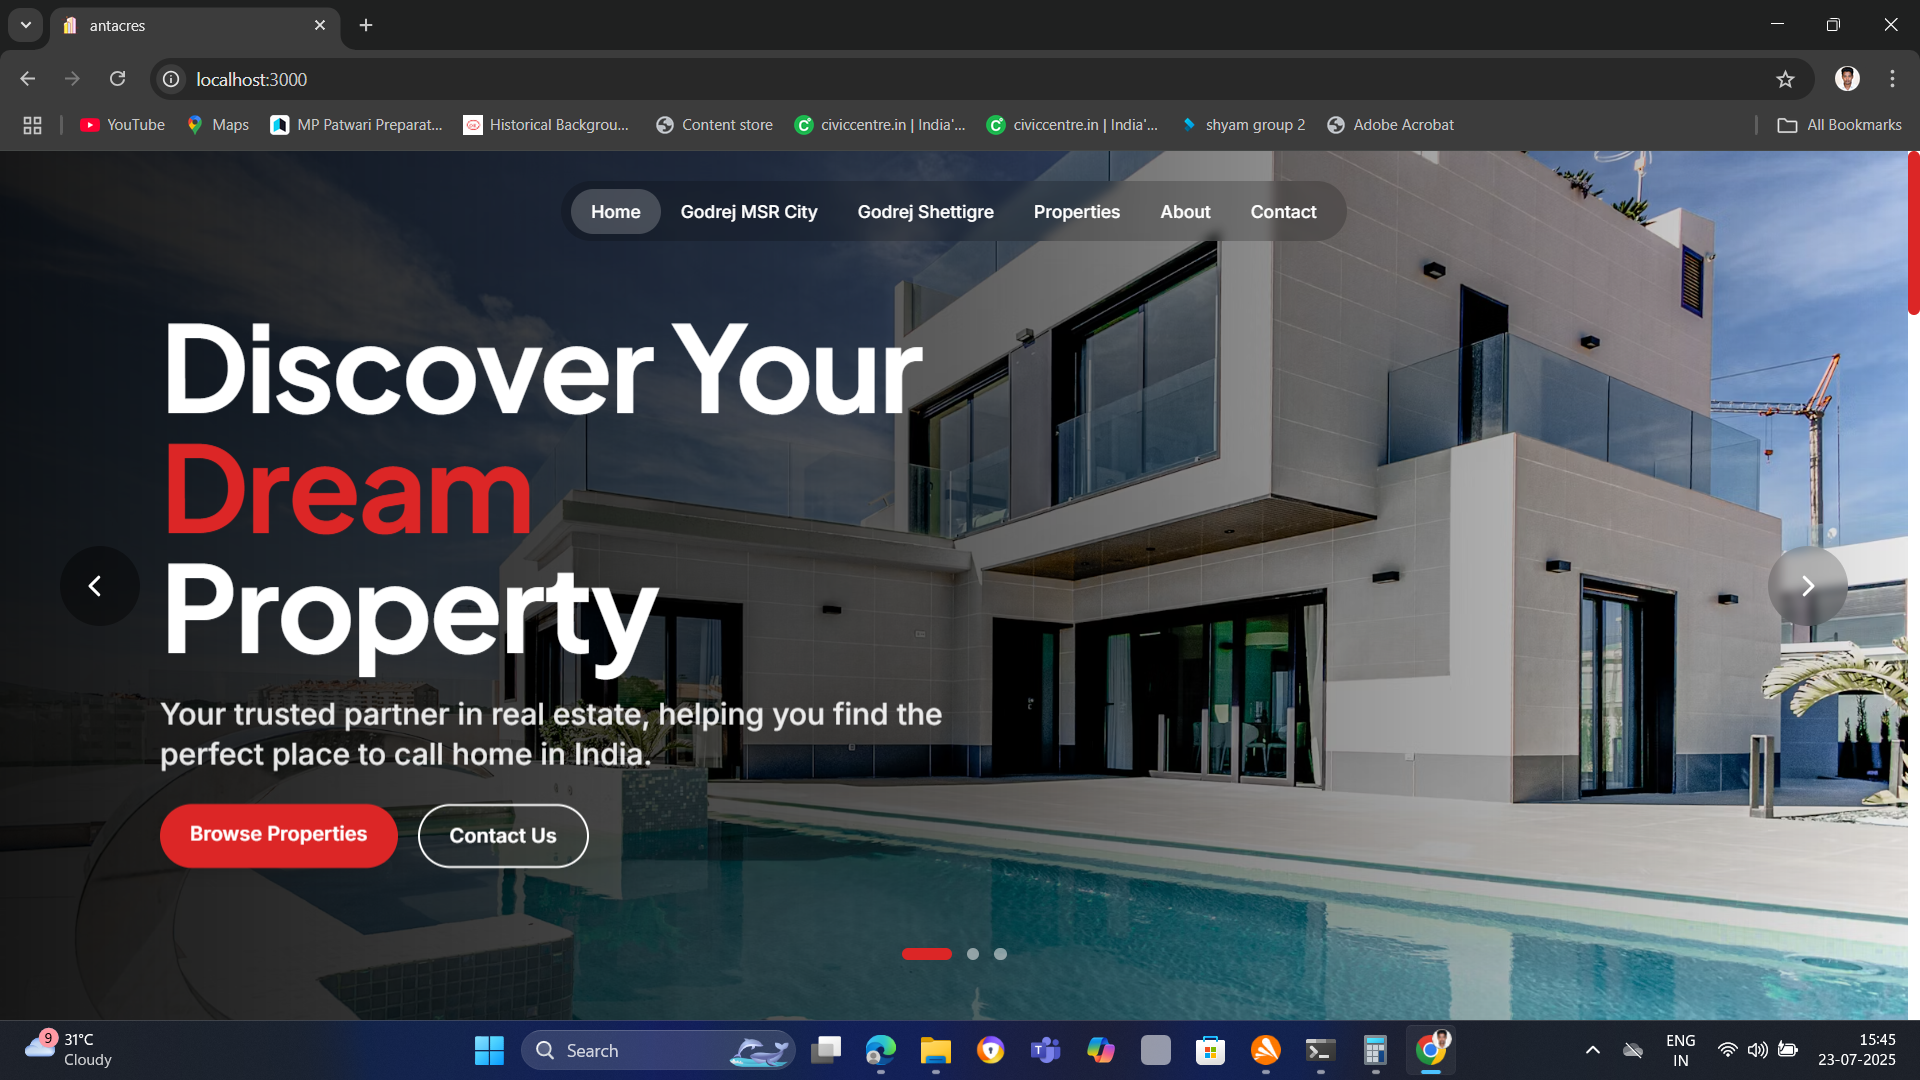 antacres
localhost:3000
YouTube
Maps
MP Patwari Preparat...
Historical Backgrou...
Content store
civiccentre.in | India'...
civiccentre.in | India'...
shyam group 2
Adobe Acrobat
All Bookmarks
Home
Godrej MSR City
Godrej Shettigre
Properties
About
Contact
Discover Your
Dream
Property
Your trusted partner in real estate, helping you find the
perfect place to call home in India.
Browse Properties
Contact Us
9
31°C
Cloudy
Search
ENG
IN
15:45
23-07-2025